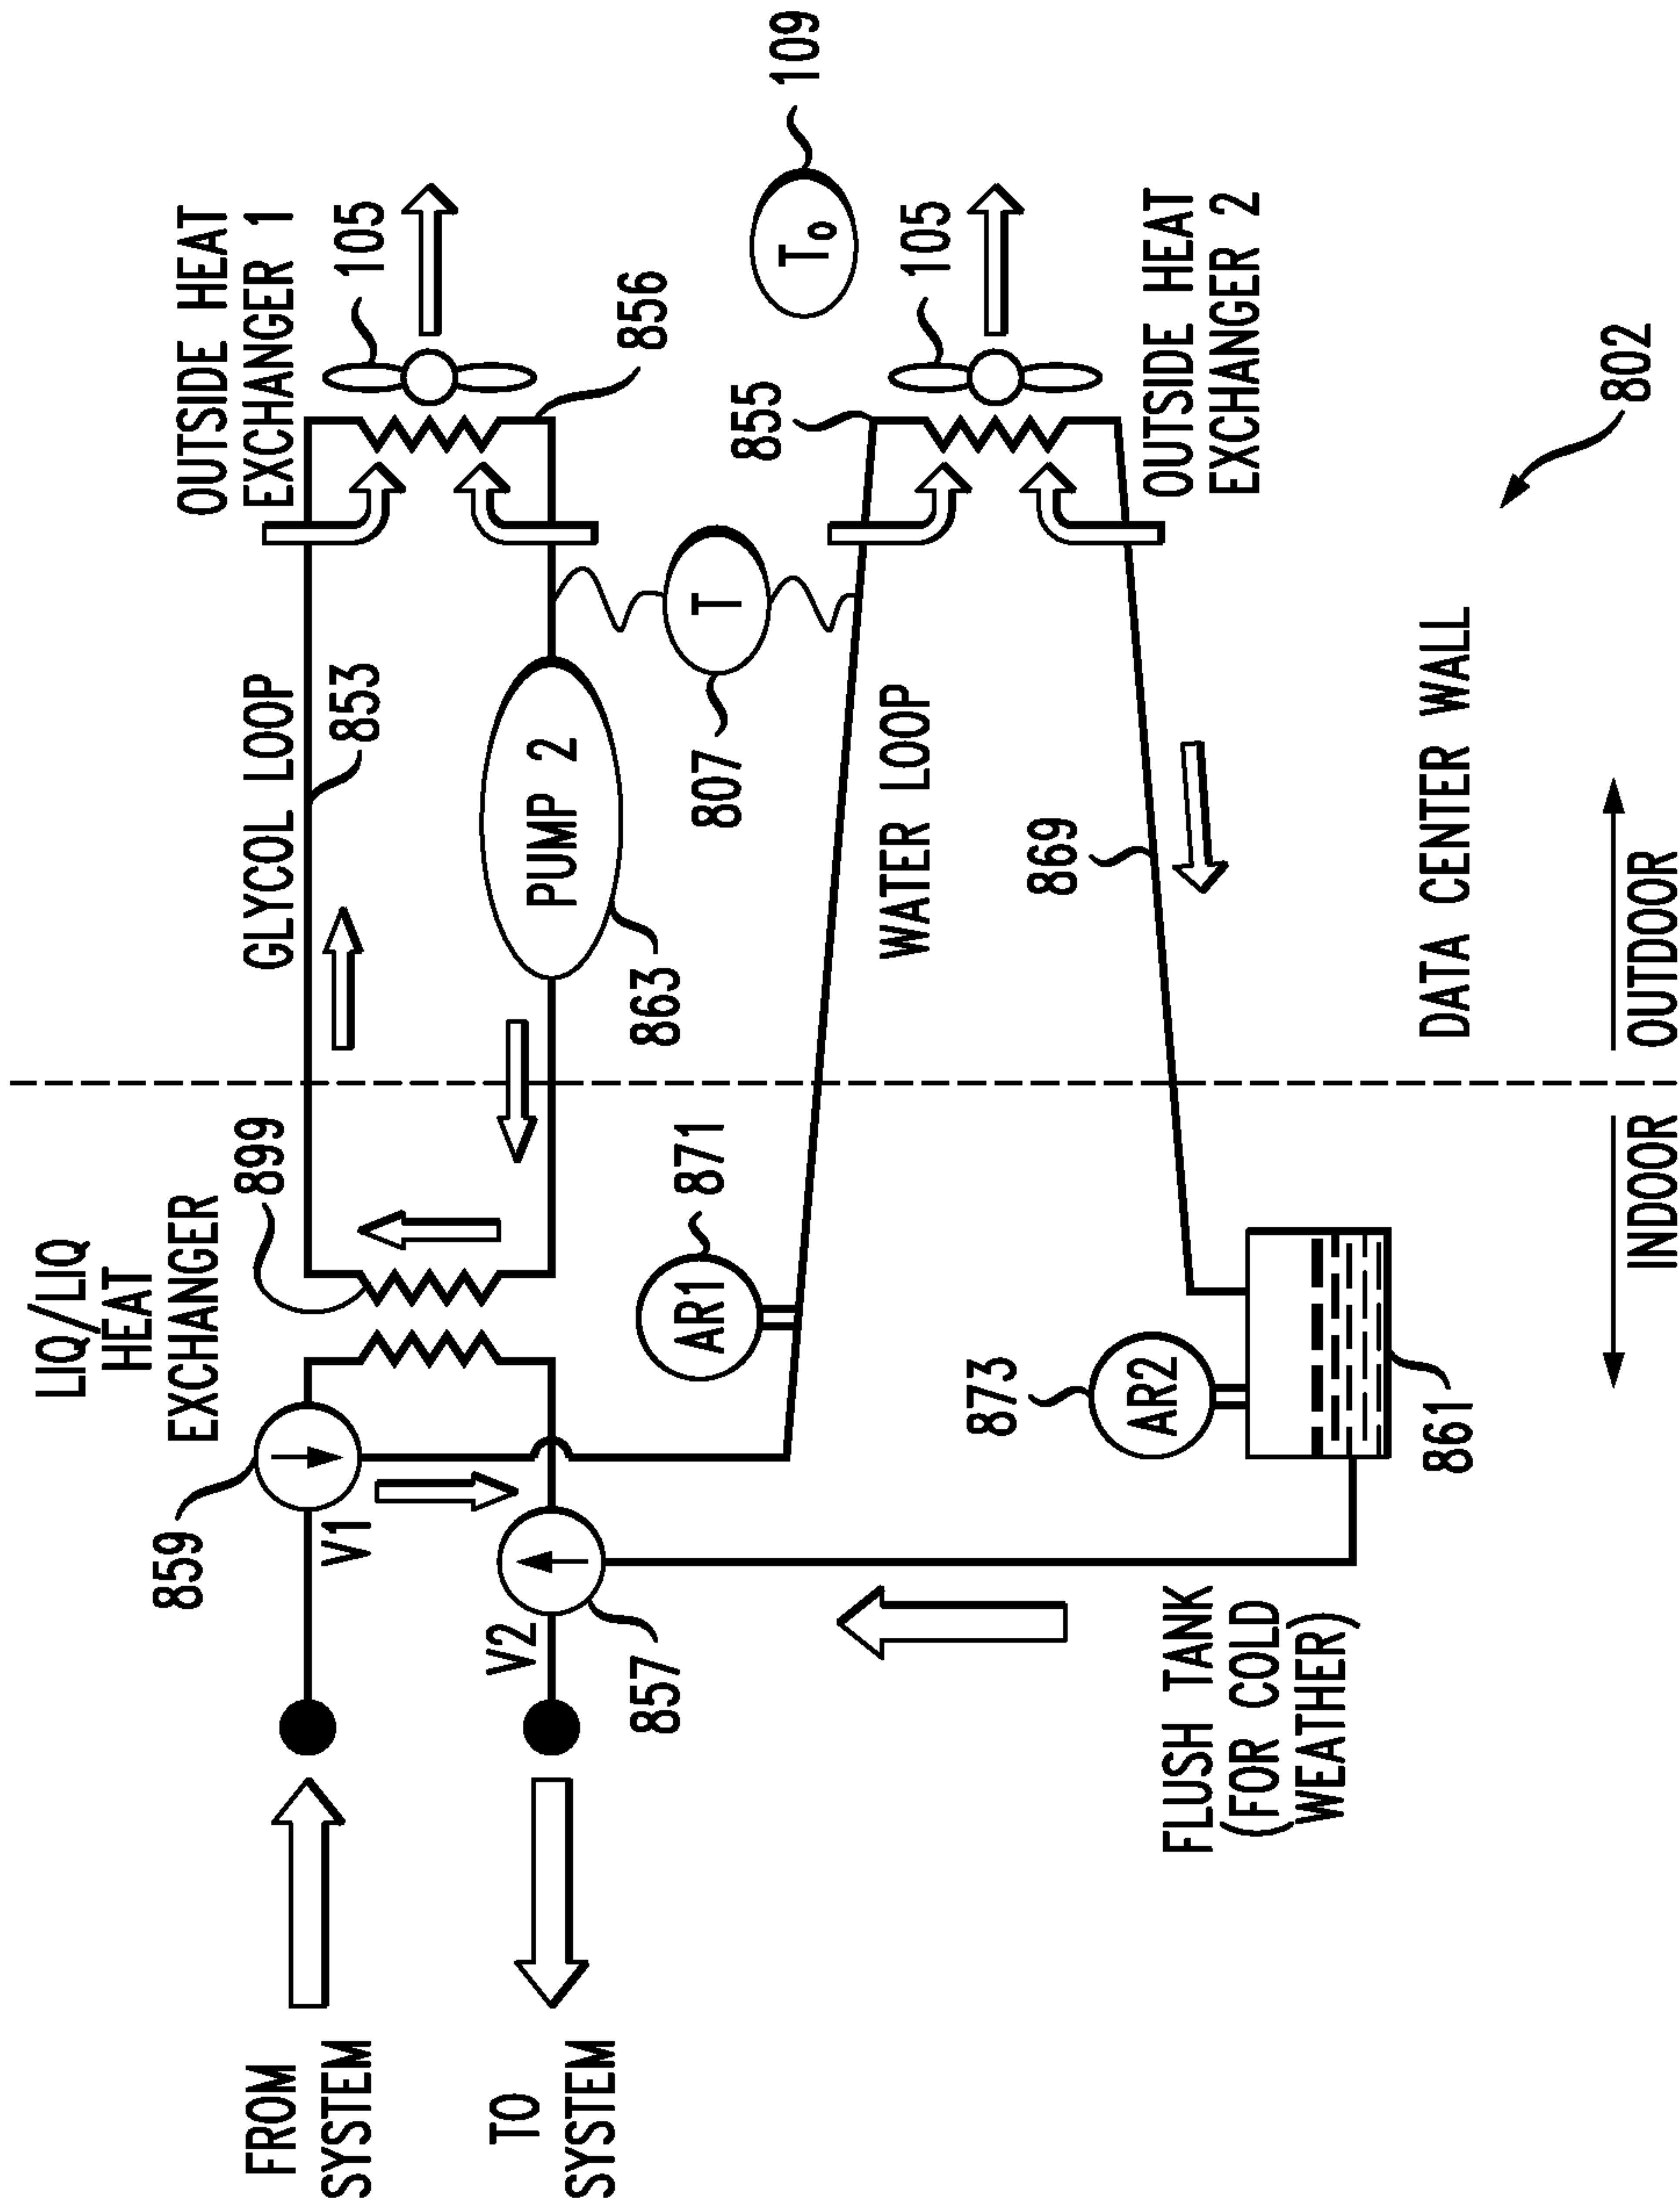 OUTSIDE HEAT
EXCHANGER 1
105
109
T₀
856
GLYCOL LOOP
853
PUMP 2
863
T
807
855
105
OUTSIDE HEAT
EXCHANGER 2
802
WATER LOOP
869
DATA CENTER WALL
OUTDOOR
INDOOR
LIQ/LIQ
HEAT
EXCHANGER
899
AR1
871
859
V1
V2
857
AR2
873
861
FLUSH TANK
(FOR COLD
WEATHER)
FROM
SYSTEM
TO
SYSTEM